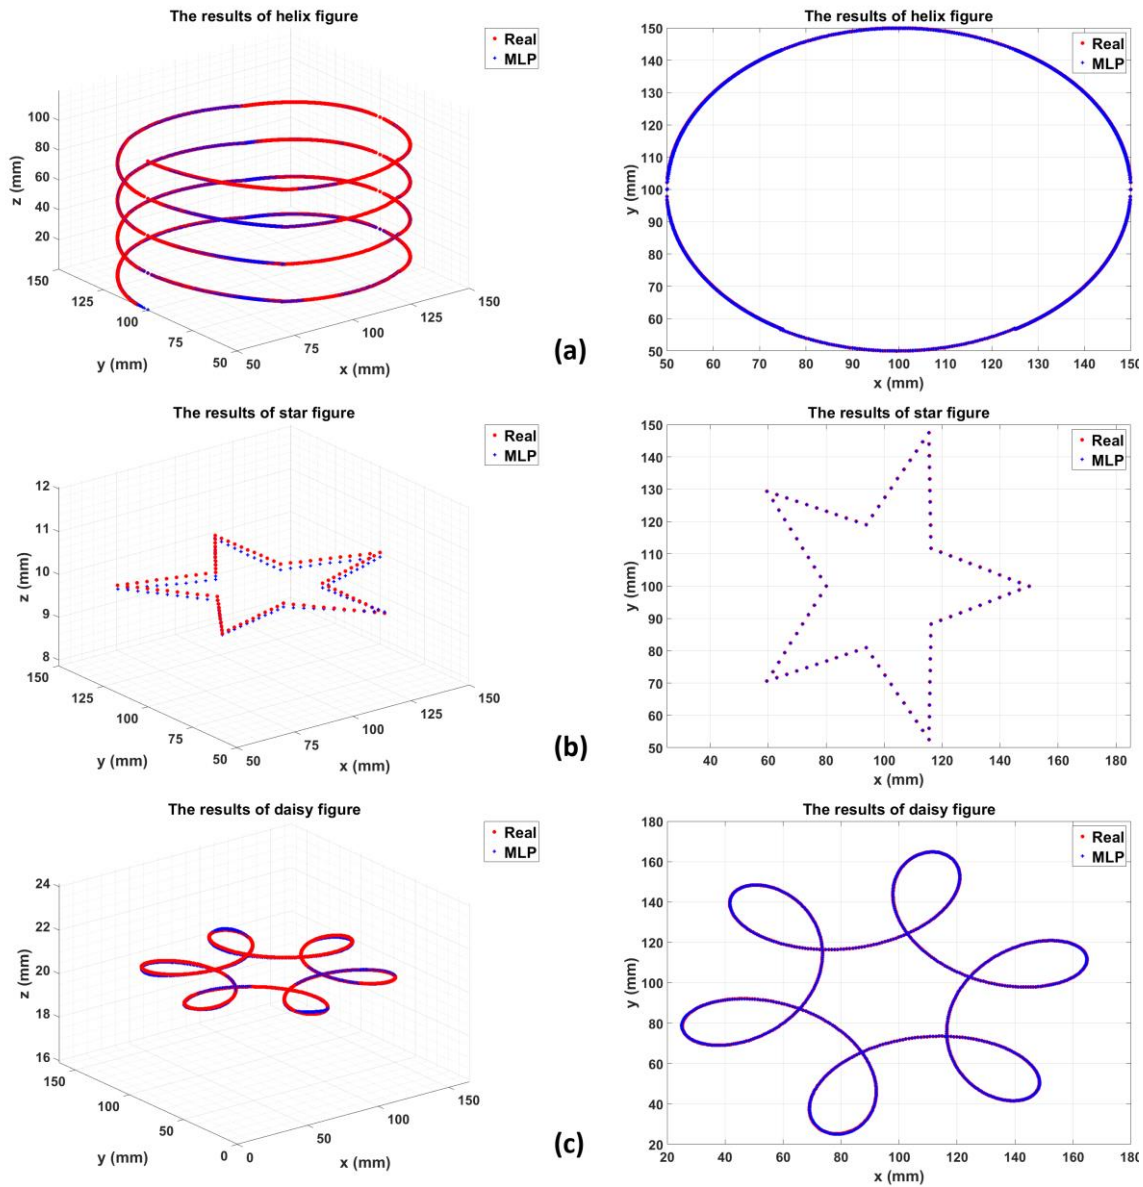 The results of helix figure
Real
MLP
100
80
60
40
20
z (mm)
150
125
100
75
50
y (mm)
50
75
100
125
150
x (mm)
The results of helix figure
Real
MLP
150
140
130
120
110
100
90
80
70
60
50
y (mm)
50 60 70 80 90 100 110 120 130 140 150
x (mm)
(a)
The results of star figure
Real
MLP
12
11
10
9
8
z (mm)
150
125
100
75
50
y (mm)
50
75
100
125
150
x (mm)
The results of star figure
Real
MLP
150
140
130
120
110
100
90
80
70
60
50
y (mm)
40 60 80 100 120 140 160 180
x (mm)
(b)
The results of daisy figure
Real
MLP
24
22
20
18
16
z (mm)
150
100
50
0
y (mm)
0
50
100
150
x (mm)
The results of daisy figure
Real
MLP
180
160
140
120
100
80
60
40
20
y (mm)
20 40 60 80 100 120 140 160 180
x (mm)
(c)